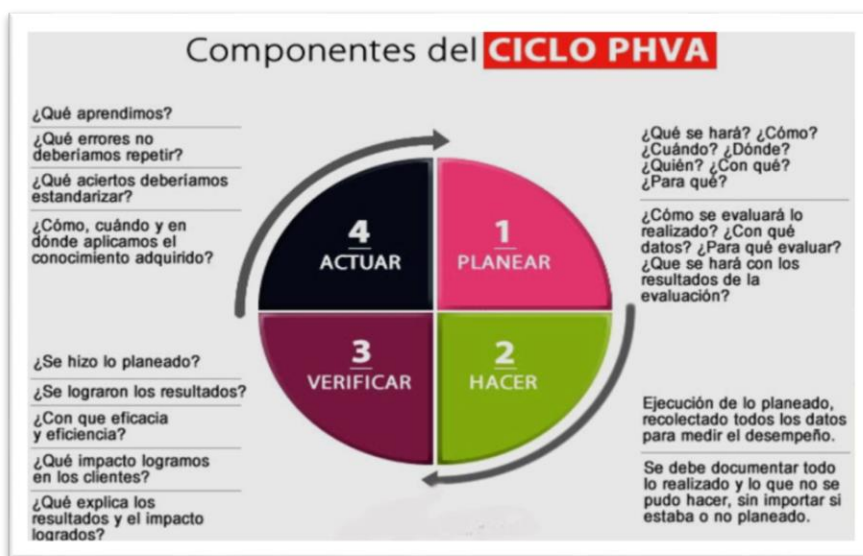 Componentes del CICLO PHVA
¿Qué aprendimos?
¿Qué errores no
deberiamos repetir?
¿Qué aciertos deberiamos
estandarizar?
¿Cómo, cuándo y en
dónde aplicamos el
conocimiento adquirido?
4
ACTUAR
1
PLANEAR
¿Qué se hará? ¿Cómo?
¿Cuándo? ¿Dónde?
¿Quién? ¿Con qué?
¿Para qué?
¿Cómo se evaluará lo
realizado? ¿Con qué
datos? ¿Para qué evaluar?
¿Que se hará con los
resultados de la
evaluación?
¿Se hizo lo planeado?
¿Se lograron los resultados?
¿Con que eficacia
y eficiencia?
¿Qué impacto logramos
en los clientes?
¿Qué explica los
resultados y el impacto
logrados?
3
VERIFICAR
2
HACER
Ejecución de lo planeado,
recolectado todos los datos
para medir el desempeño.
Se debe documentar todo
lo realizado y lo que no se
pudo hacer, sin importar si
estaba o no planeado.